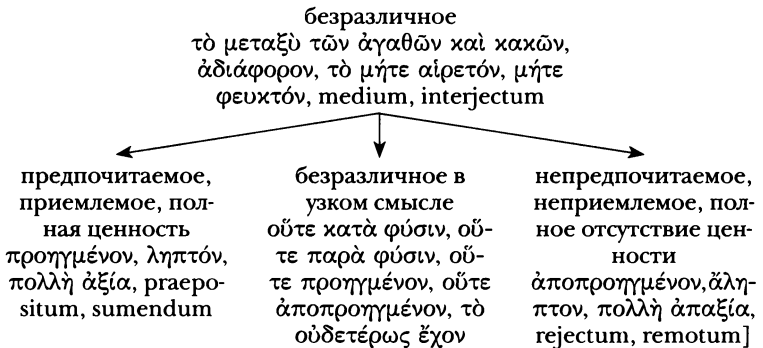 безразличное
τὸ μεταξὺ τῶν ἀγαθῶν καὶ κακῶν,
ἀδιάφορον, τὸ μήτε αἱρετόν, μήτε
φευκτόν, medium, interjectum
предпочитаемое,
приемлемое, пол-
ная ценность
προηγμένον, ληπτόν,
πολλὴ ἀξία, praepo-
situm, sumendum
безразличное в
узком смысле
οὔτε κατὰ φύσιν, οὔ-
τε παρὰ φύσιν, οὔ-
τε προηγμένον, οὔτε
ἀποπροηγμένον, τὸ
οὐδετέρως ἔχον
непредпочитаемое,
неприемлемое, пол-
ное отсутствие цен-
ности
ἀποπροηγμένον,ἄλη-
πτον, πολλὴ ἀπαξία,
rejectum, remotum]